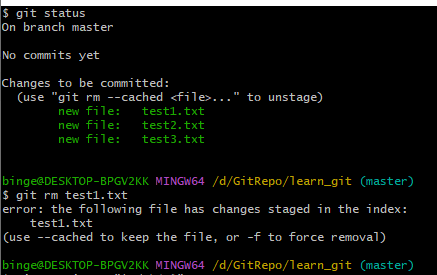 $ git status
On branch master
No commits yet
Changes to be committed:
(use "git rm --cached <file>..." to unstage)
new file: test1.txt
new file: test2.txt
new file: test3.txt
binge@DESKTOP-BPGV2KK MINGW64 /d/GitRepo/learn_git (master)
$ git rm test1.txt
error: the following file has changes staged in the index:
test1.txt
(use --cached to keep the file, or -f to force removal)
binge@DESKTOP-BPGV2KK MINGW64 /d/GitRepo/learn_git (master)